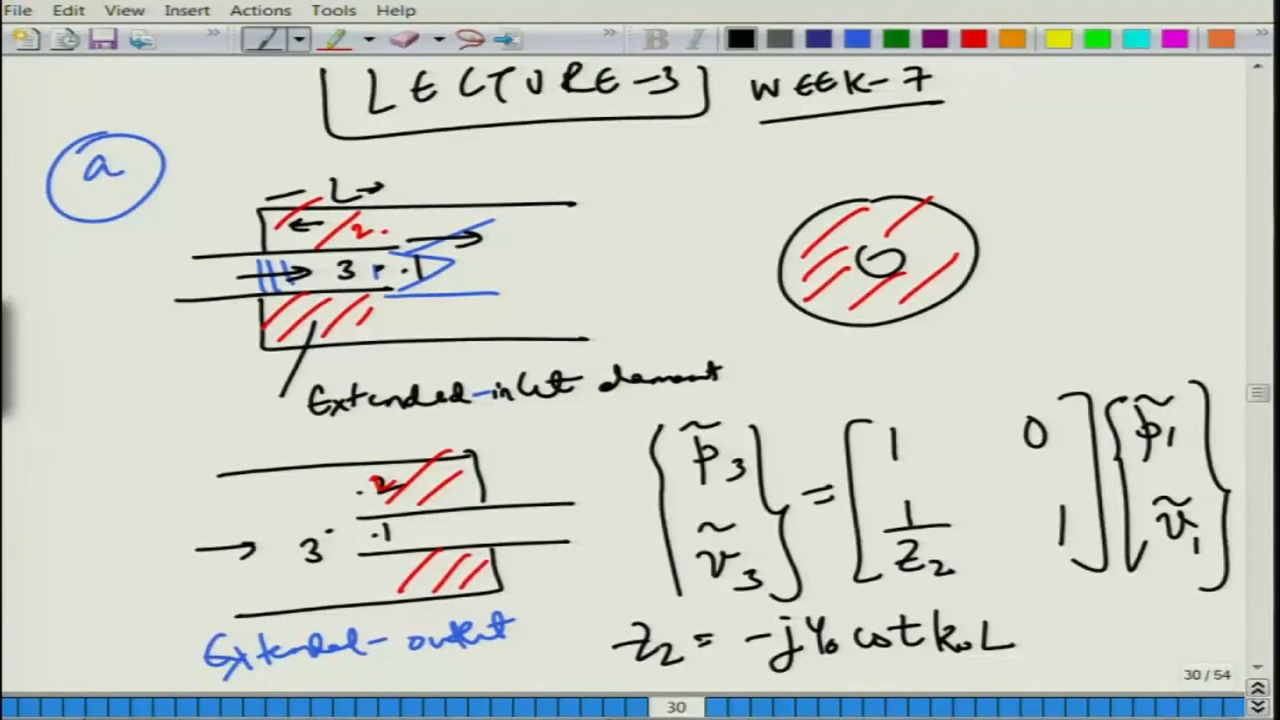 File Edit View Insert Actions Tools Help
B I
LECTURE-3 WEEK-7
a
L
2.
3 .1
Extended-inlet element
p̃3 = [1 0 p̃1
ṽ3 1/Z2 1] ṽ1
.2
.1
3
Extended-outlet
Z2 = -jY0 cot k0L
30 / 54
30